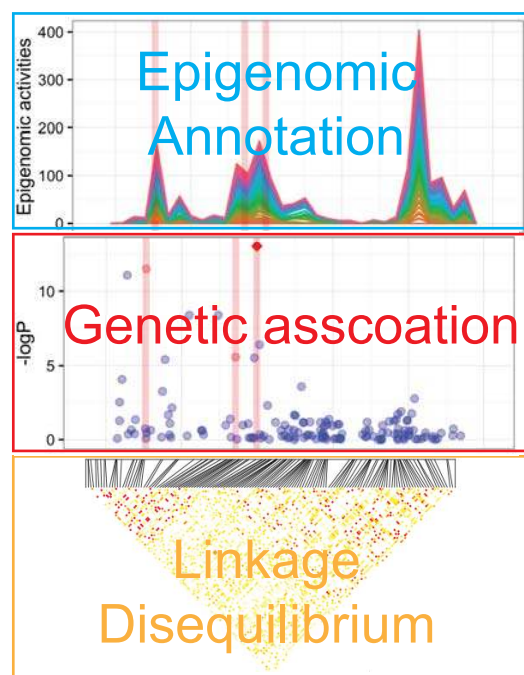 400
300
200
100
0
Epigenomic activities
Epigenomic
Annotation
10
5
0
-logP
Genetic asscoation
Linkage
Disequilibrium